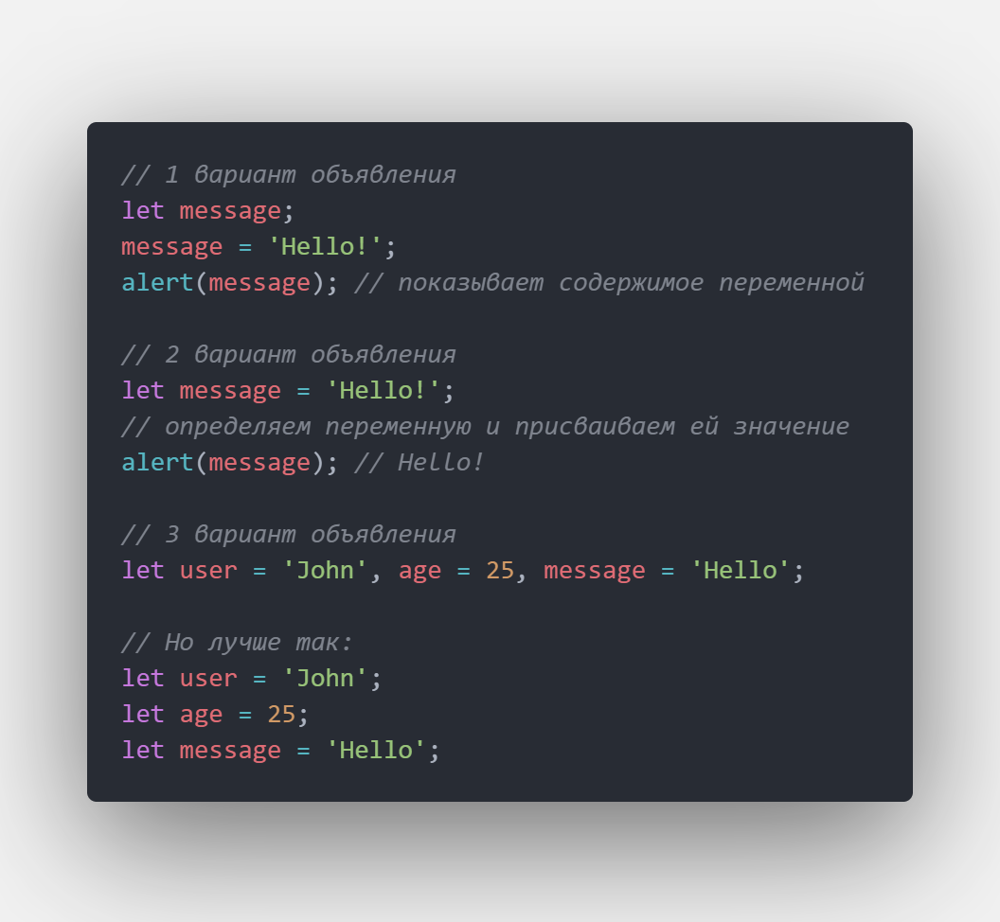 // 1 вариант объявления
let message;
message = 'Hello!';
alert(message); // показывает содержимое переменной
// 2 вариант объявления
let message = 'Hello!';
// определяем переменную и присваиваем ей значение
alert(message); // Hello!
// 3 вариант объявления
let user = 'John', age = 25, message = 'Hello';
// Но лучше так:
let user = 'John';
let age = 25;
let message = 'Hello';